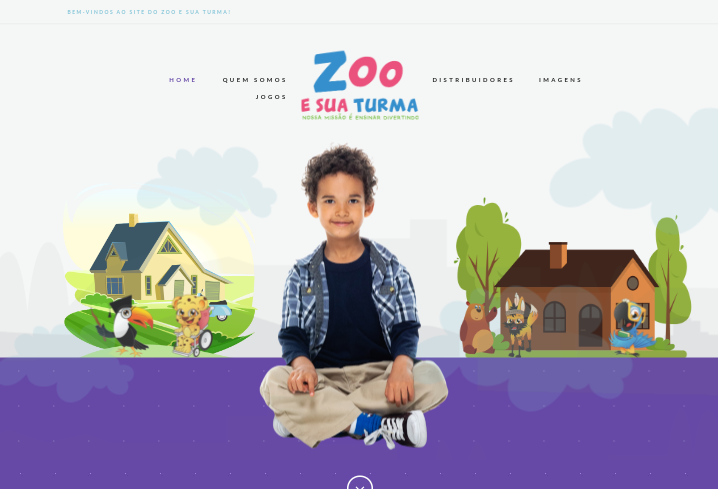 BEM-VINDOS AO SITE DO ZOO E SUA TURMA!
HOME QUEM SOMOS
JOGOS
ZOO
E SUA TURMA
NOSSA MISSÃO É ENSINAR DIVERTINDO
DISTRIBUIDORES IMAGENS